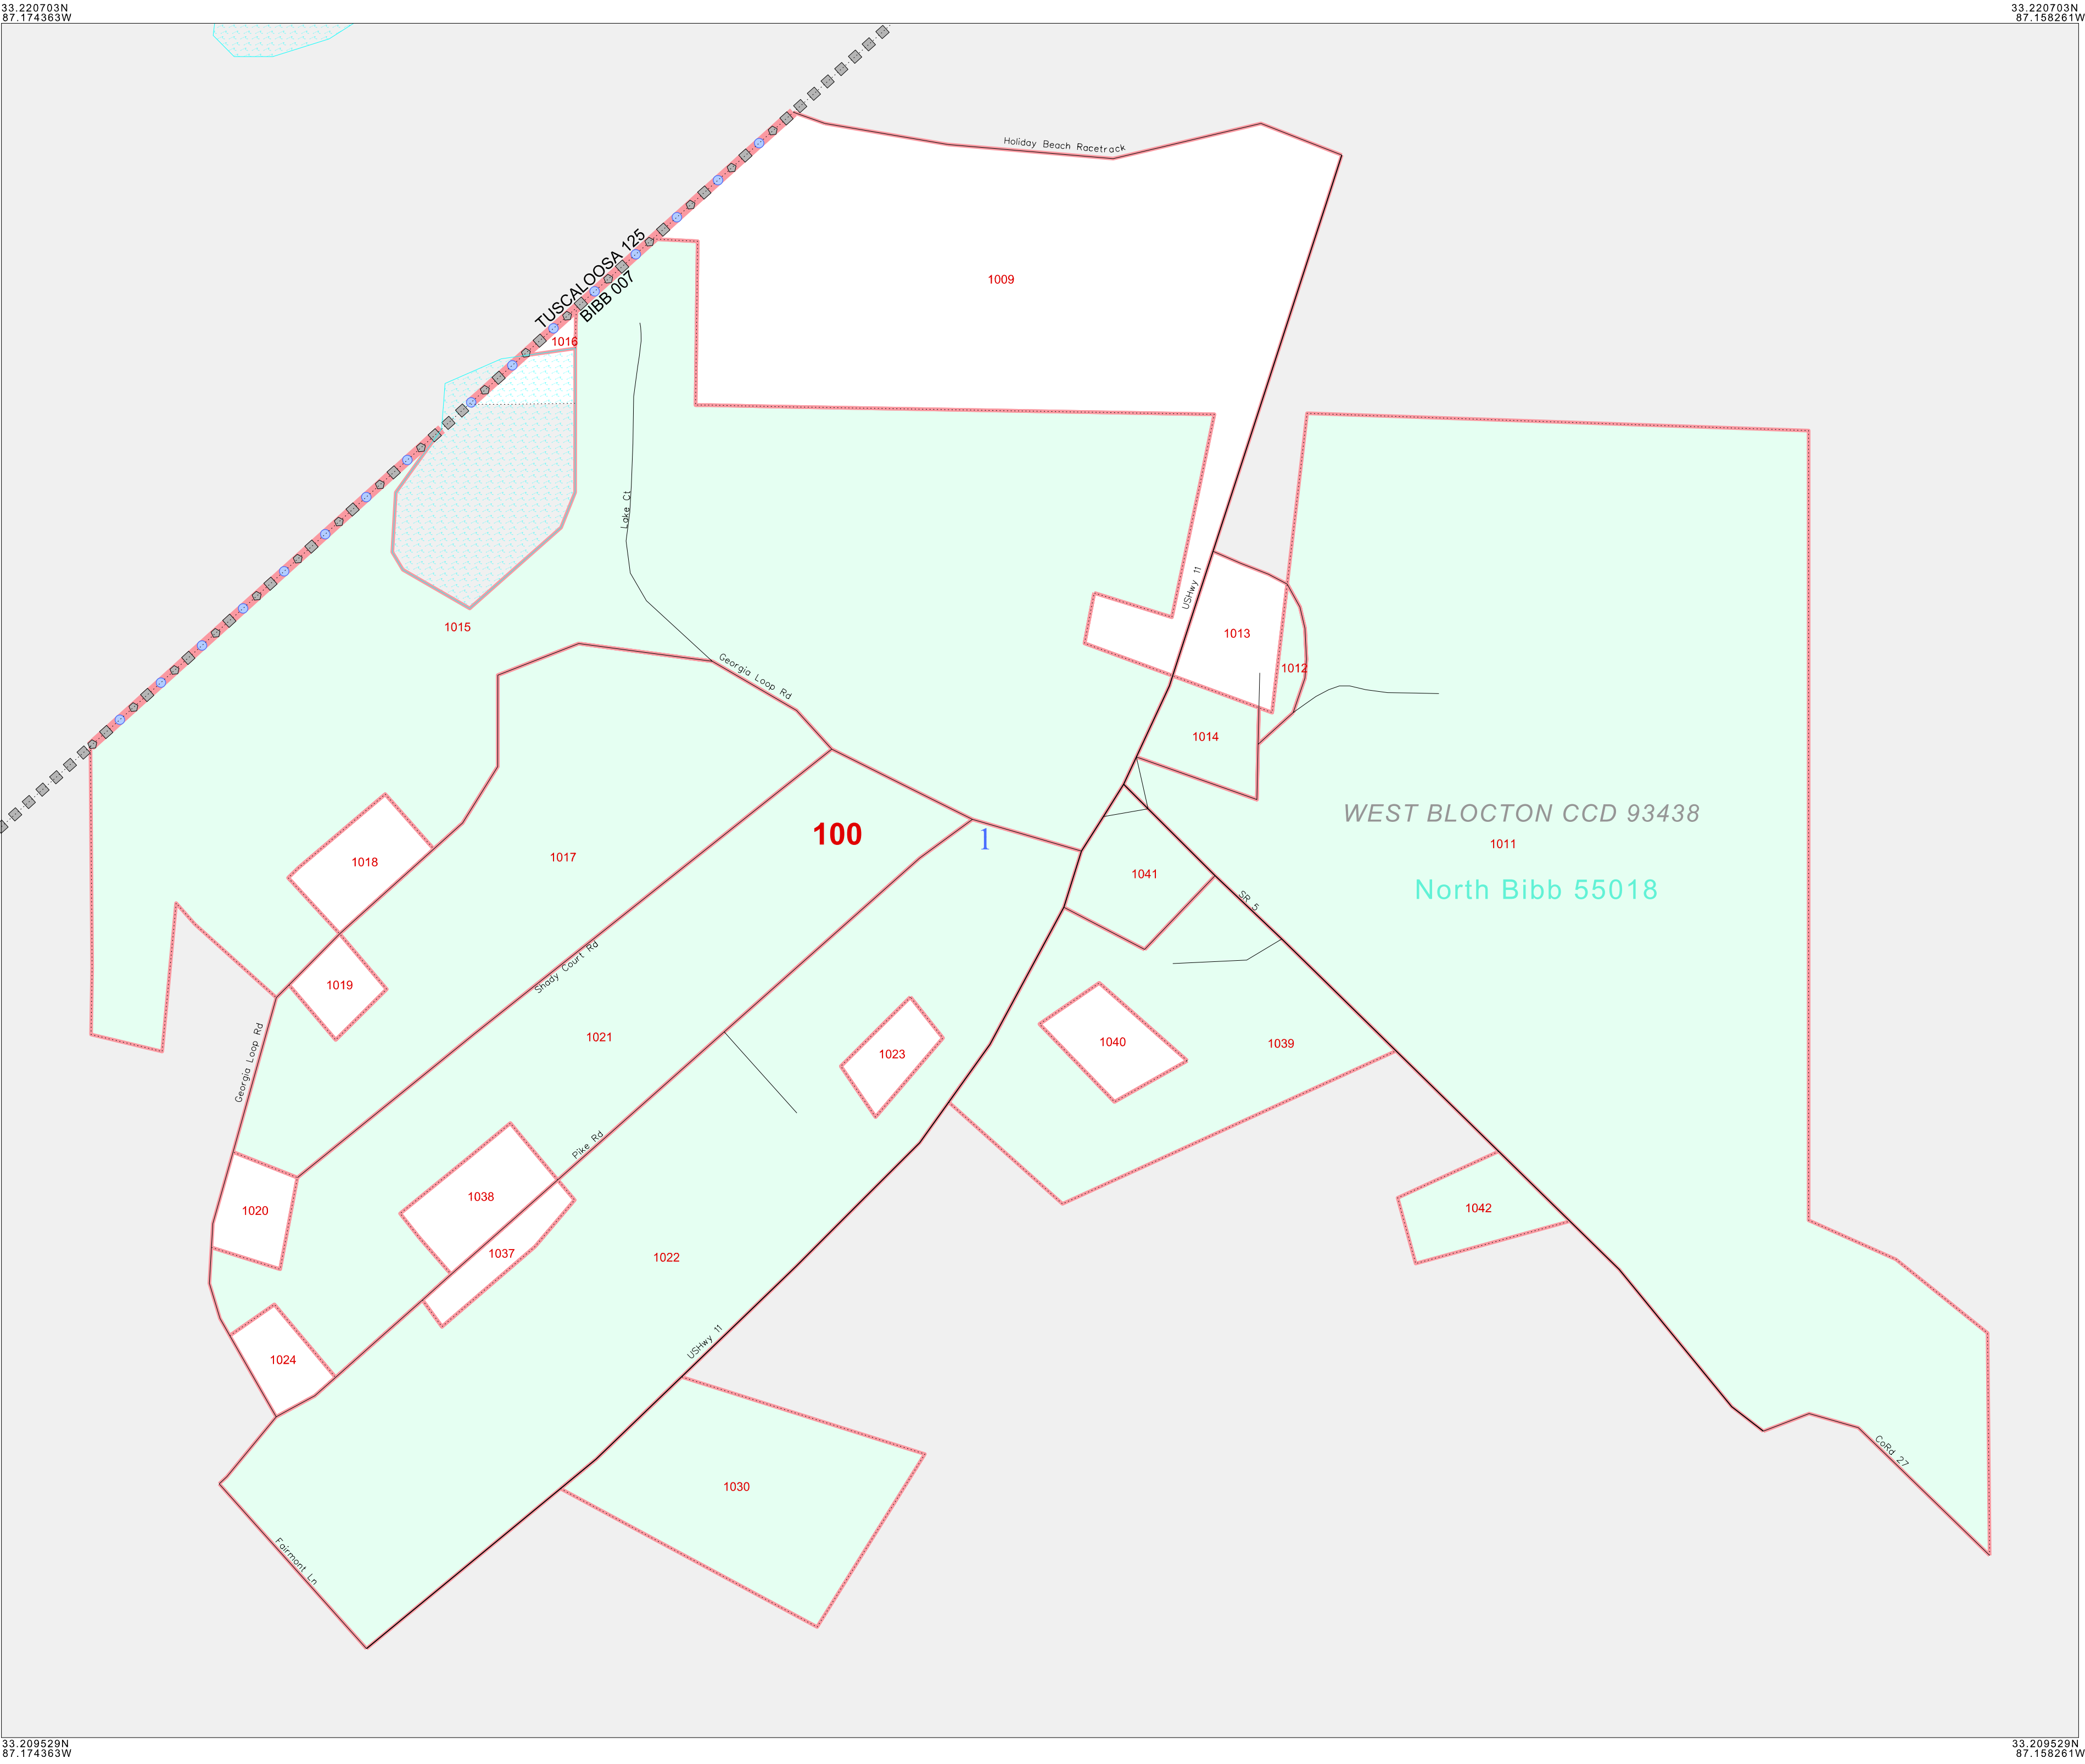 33.220703N
87.174363W
33.220703N
87.158261W
Holiday Beach Racetrack
TUSCALOOSA 125
BIBB 007
1009
1016
Lake Ct
USHwy 11
1015
1013
1012
Georgia Loop Rd
1014
WEST BLOCTON CCD 93438
100
1
1011
1018
1017
1041
North Bibb 55018
SR 5
Shady Court Rd
1019
1021
1023
1040
1039
Georgia Loop Rd
Pike Rd
1038
1020
1042
1037
1022
USHwy 11
1024
CoRd 27
1030
Fairmont Ln
33.209529N
87.174363W
33.209529N
87.158261W